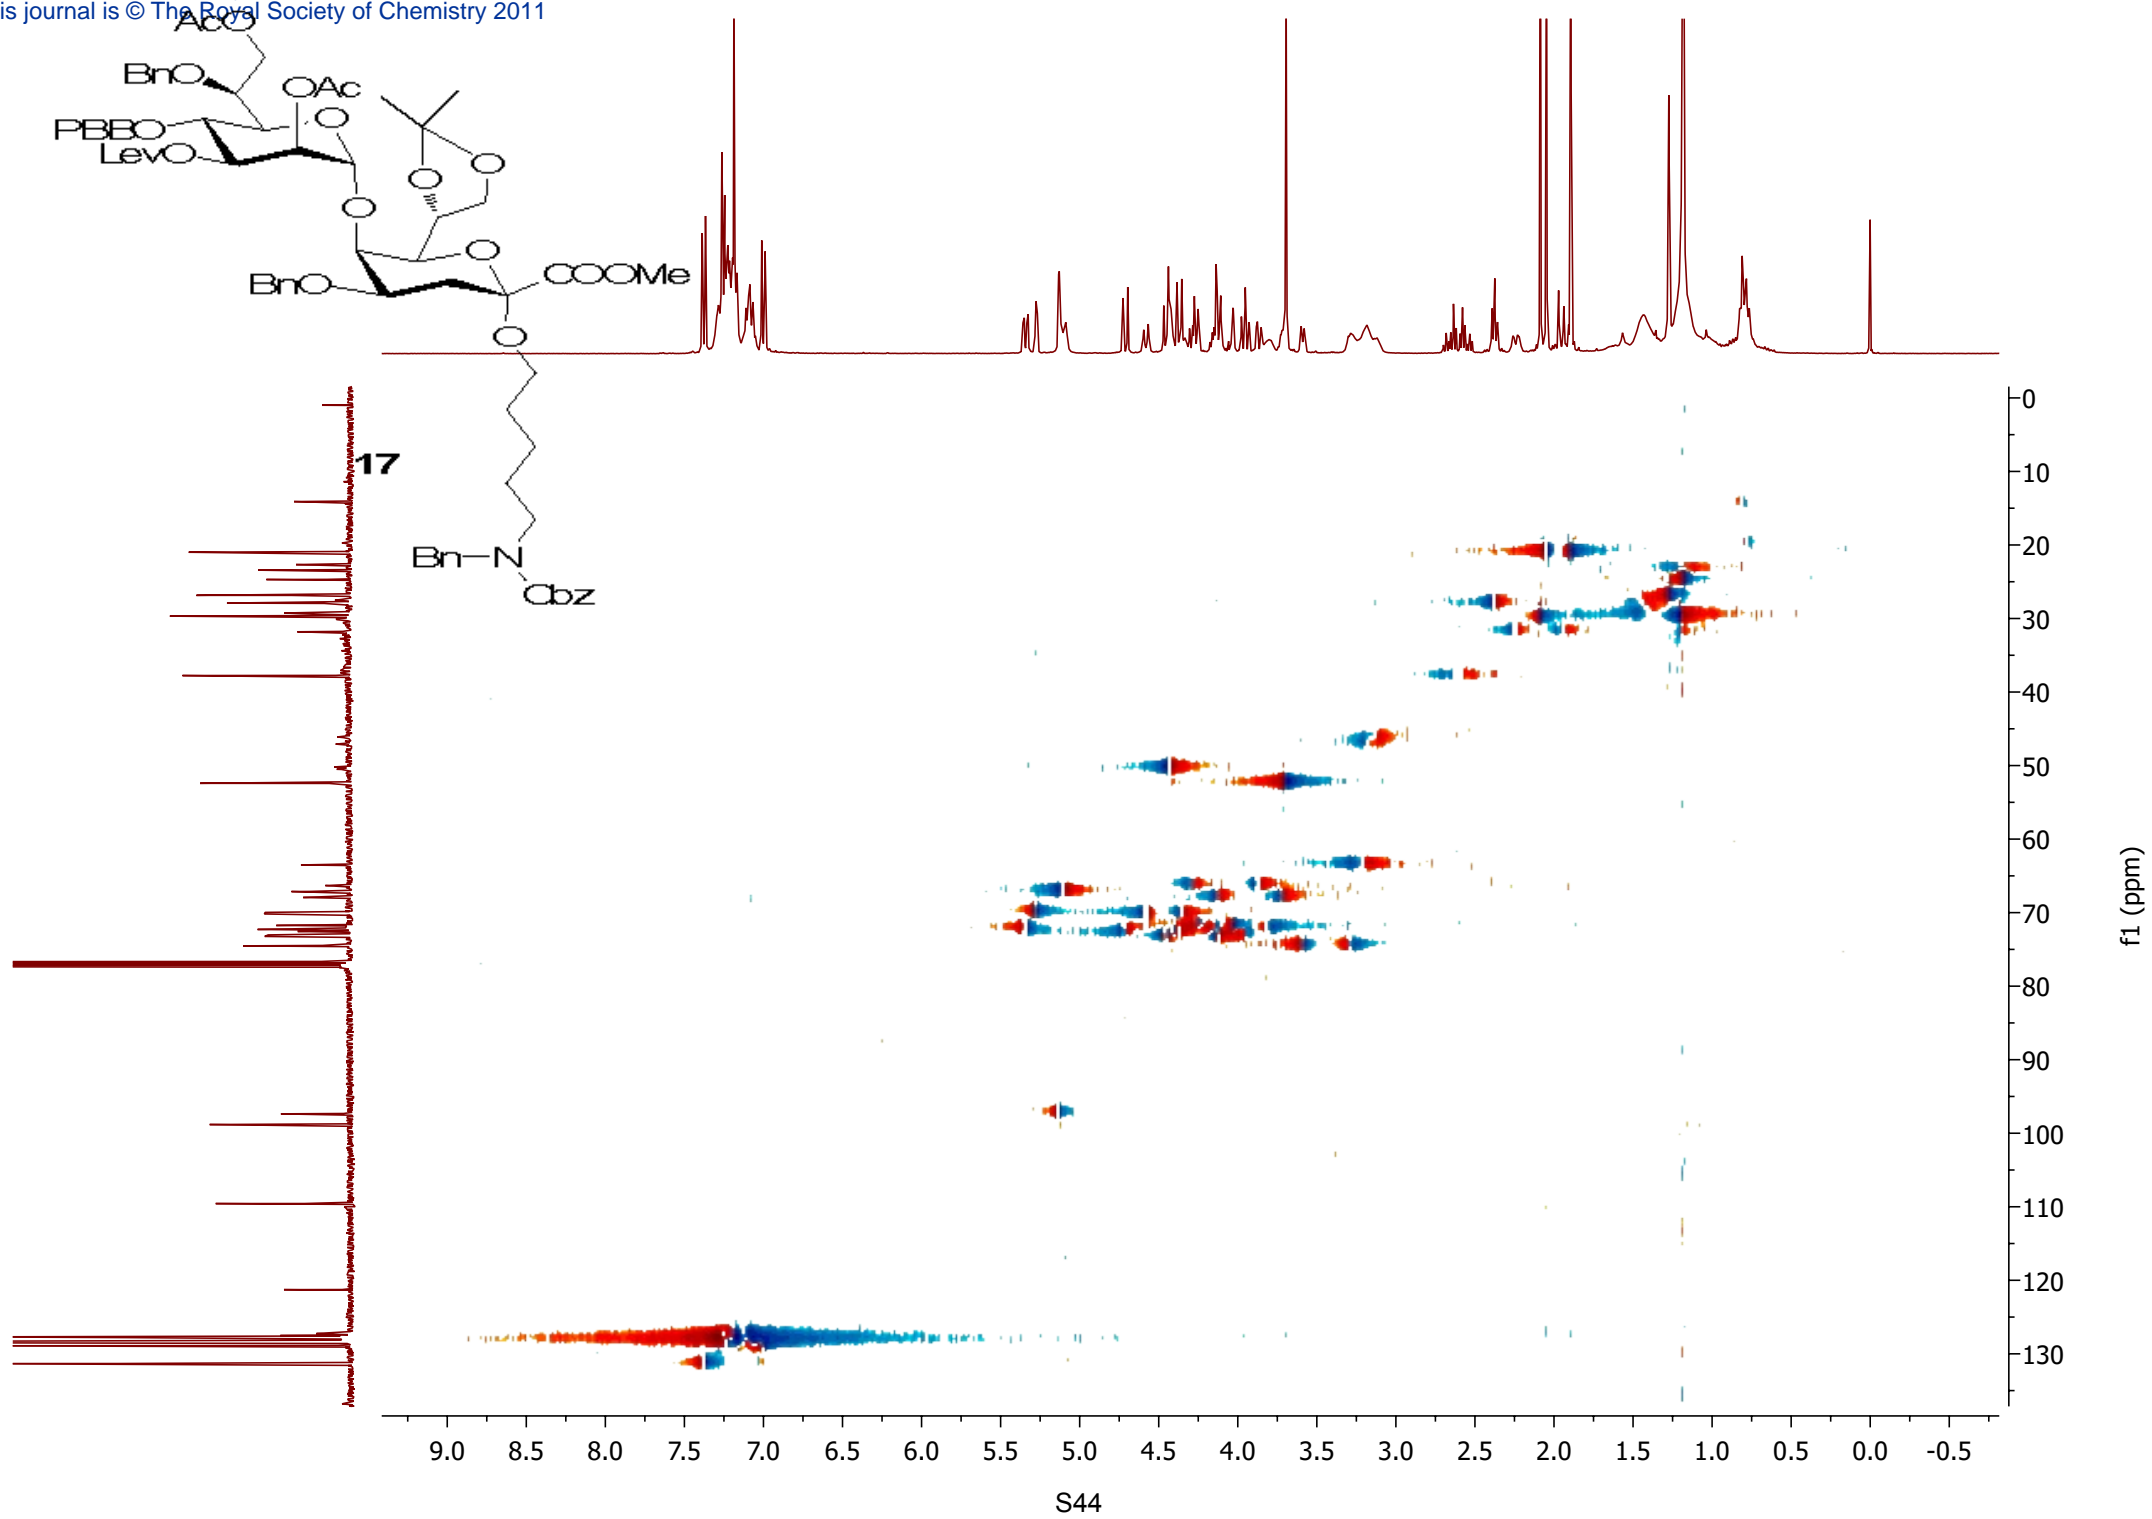 is journal is © The Royal Society of Chemistry 2011
AcO
BnO
OAc
O
PBBO
LevO
O
O
O
O
BnO
COOMe
O
17
Bn—N
Cbz
0
10
20
30
40
50
60
70
80
90
100
110
120
130
f1 (ppm)
9.0 8.5 8.0 7.5 7.0 6.5 6.0 5.5 5.0 4.5 4.0 3.5 3.0 2.5 2.0 1.5 1.0 0.5 0.0 -0.5
S44